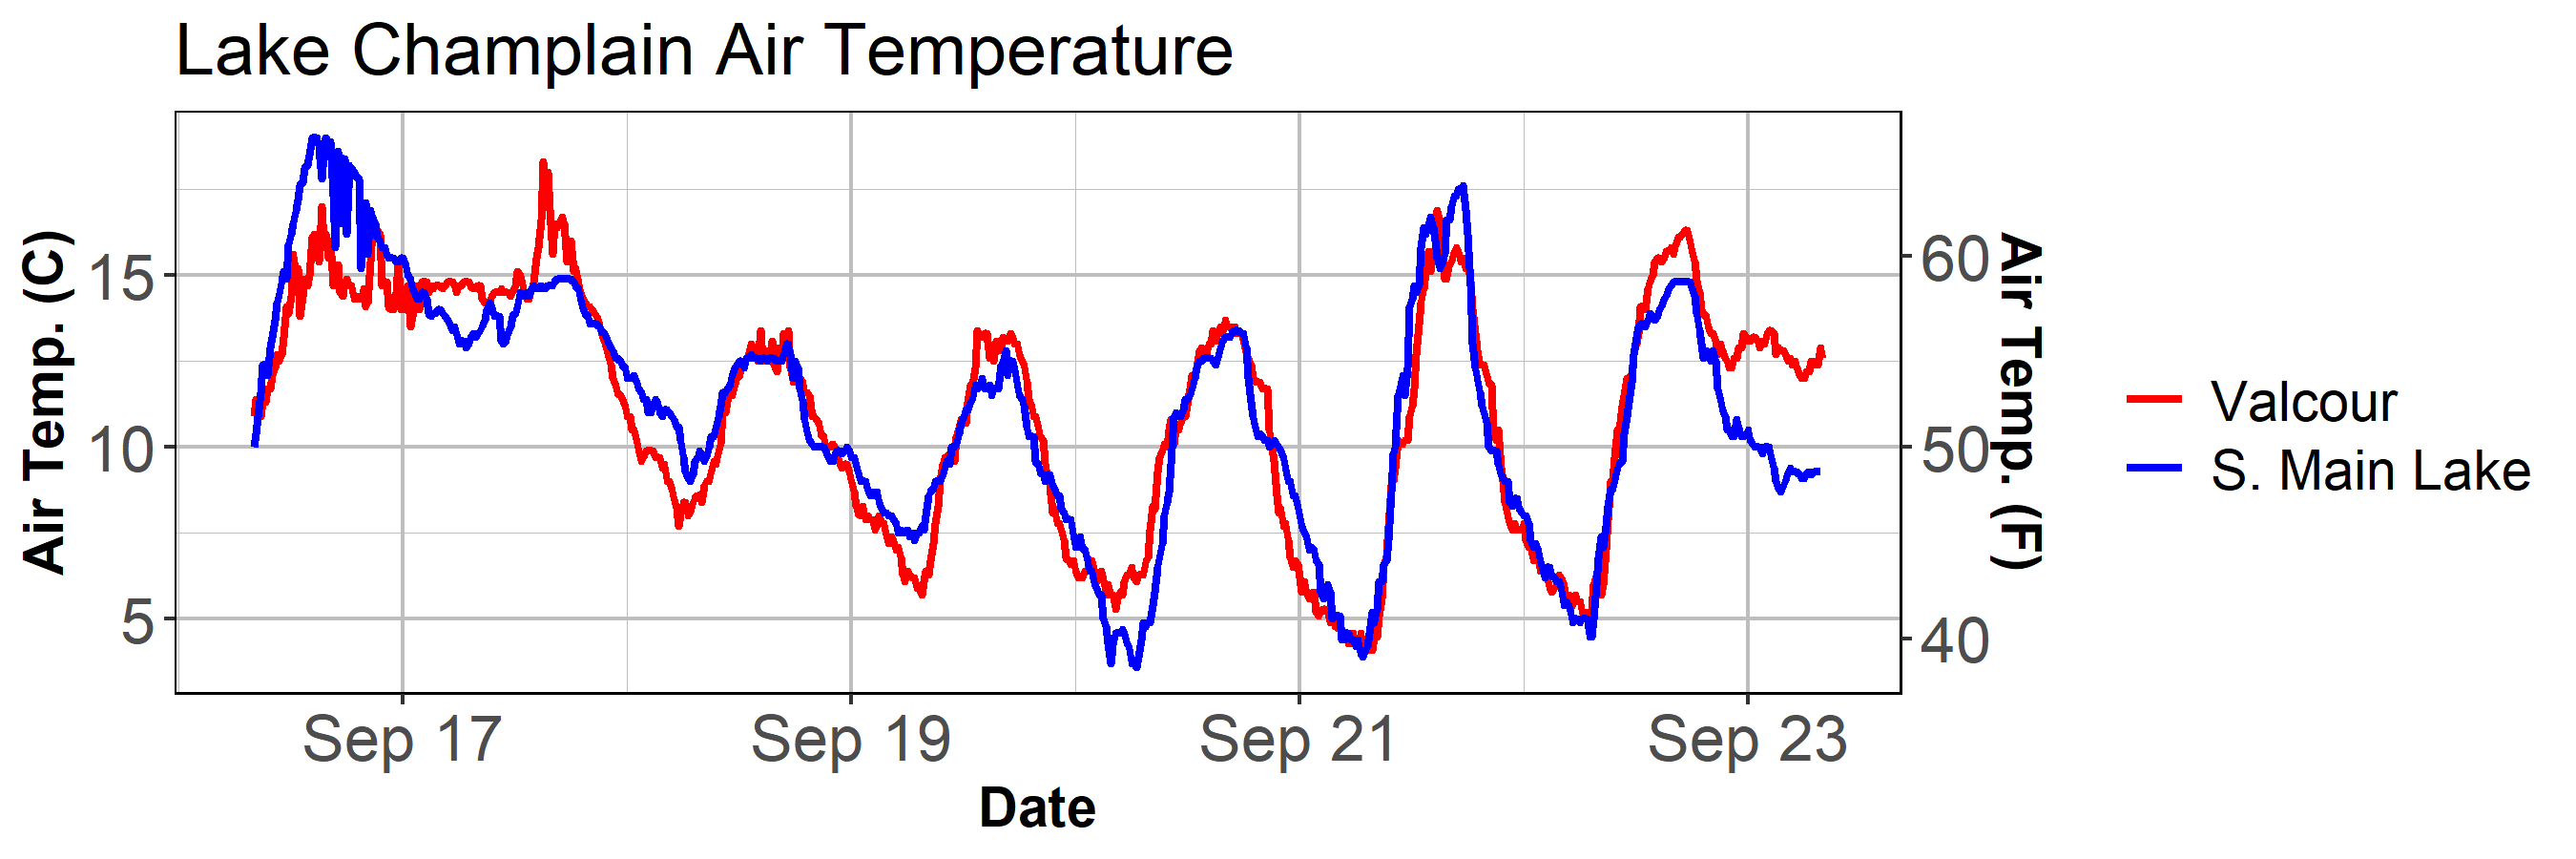 Lake Champlain Air Temperature
Air Temp. (C)
15
10
5
60
50
40
Air Temp. (F)
Sep 17
Sep 19
Sep 21
Sep 23
Date
Valcour
S. Main Lake